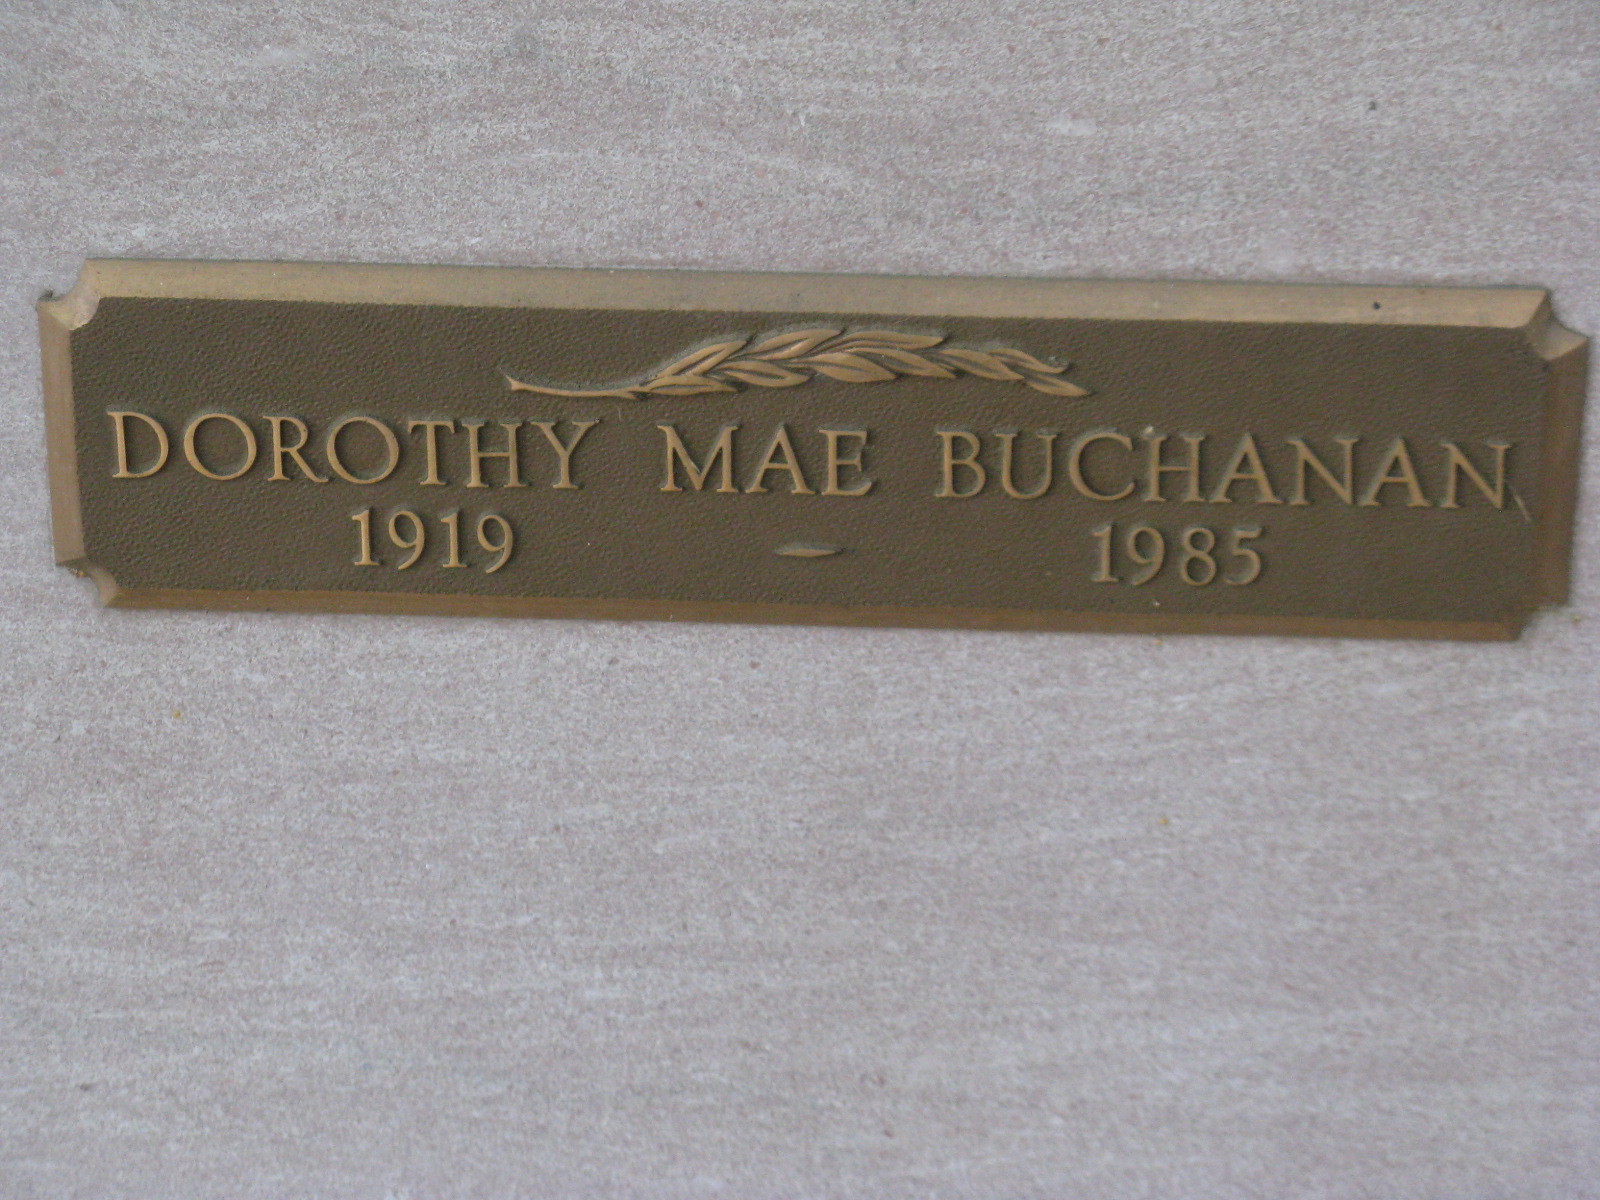 DOROTHY MAE BUCHANAN
1919 – 1985